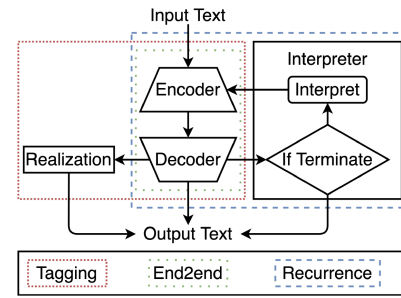 Input Text
Interpreter
Encoder
Interpret
Realization
Decoder
If Terminate
Output Text
Tagging
End2end
Recurrence